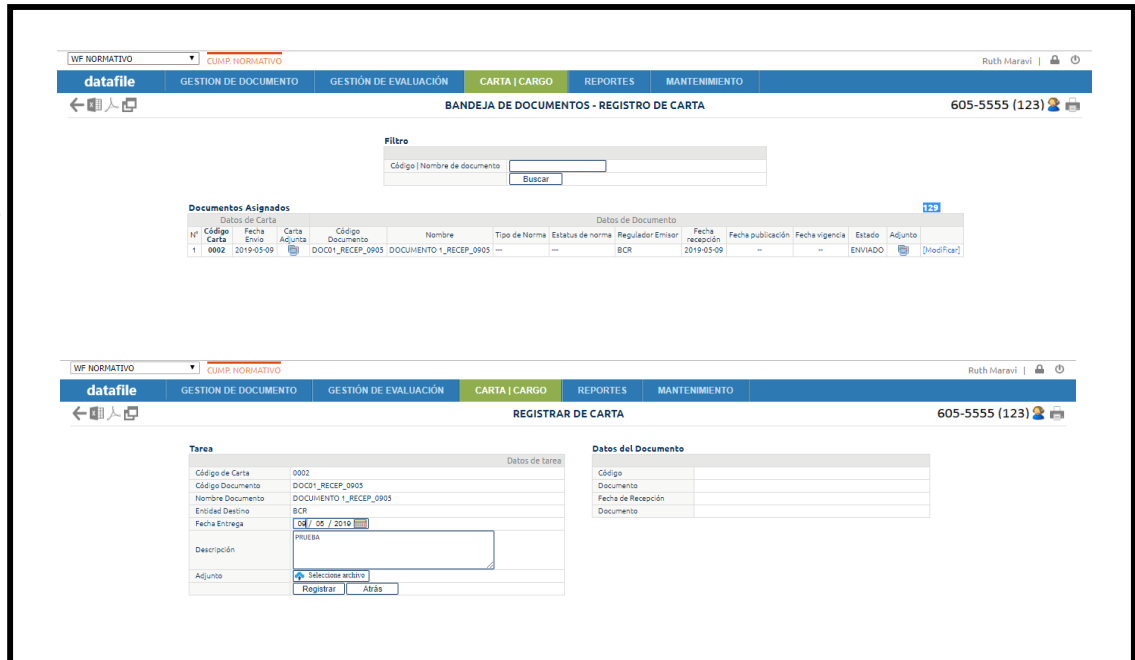 WF NORMATIVO CUMP. NORMATIVO Ruth Maravi |
datafile GESTION DE DOCUMENTO GESTIÓN DE EVALUACIÓN CARTA | CARGO REPORTES MANTENIMIENTO
BANDEJA DE DOCUMENTOS - REGISTRO DE CARTA 605-5555 (123)
Filtro
Código | Nombre de documento
Buscar
Documentos Asignados 129
Datos de Carta Datos de Documento
N° Código Carta Fecha Envio Carta Adjunta Código Documento Nombre Tipo de Norma Estatus de norma Regulador Emisor Fecha recepción Fecha publicación Fecha vigencia Estado Adjunto
1 0002 2019-05-09 DOC01_RECEP_0905 DOCUMENTO 1_RECEP_0905 --- --- BCR 2019-05-09 -- -- ENVIADO [Modificar]
WF NORMATIVO CUMP. NORMATIVO Ruth Maravi |
datafile GESTION DE DOCUMENTO GESTIÓN DE EVALUACIÓN CARTA | CARGO REPORTES MANTENIMIENTO
REGISTRAR DE CARTA 605-5555 (123)
Tarea Datos del Documento
Datos de tarea
Código de Carta 0002 Código
Código Documento DOC01_RECEP_0905 Documento
Nombre Documento DOCUMENTO 1_RECEP_0905 Fecha de Recepción
Entidad Destino BCR Documento
Fecha Entrega 09/ 05 / 2019
Descripción PRUEBA
Adjunto Seleccione archivo
Registrar Atrás